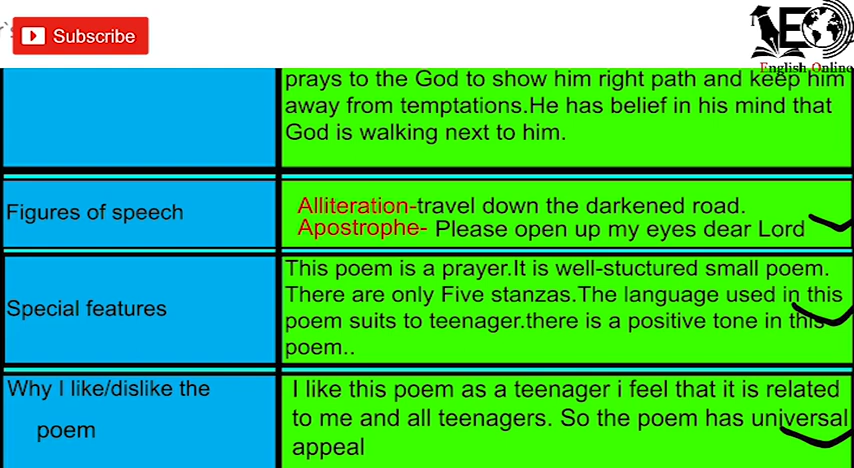 r's
Subscribe
EO
English Online
prays to the God to show him right path and keep him
away from temptations.He has belief in his mind that
God is walking next to him.
Figures of speech
Alliteration-travel down the darkened road.
Apostrophe- Please open up my eyes dear Lord
Special features
This poem is a prayer.It is well-stuctured small poem.
There are only Five stanzas.The language used in this
poem suits to teenager.there is a positive tone in this
poem..
Why I like/dislike the
poem
I like this poem as a teenager i feel that it is related
to me and all teenagers. So the poem has universal
appeal